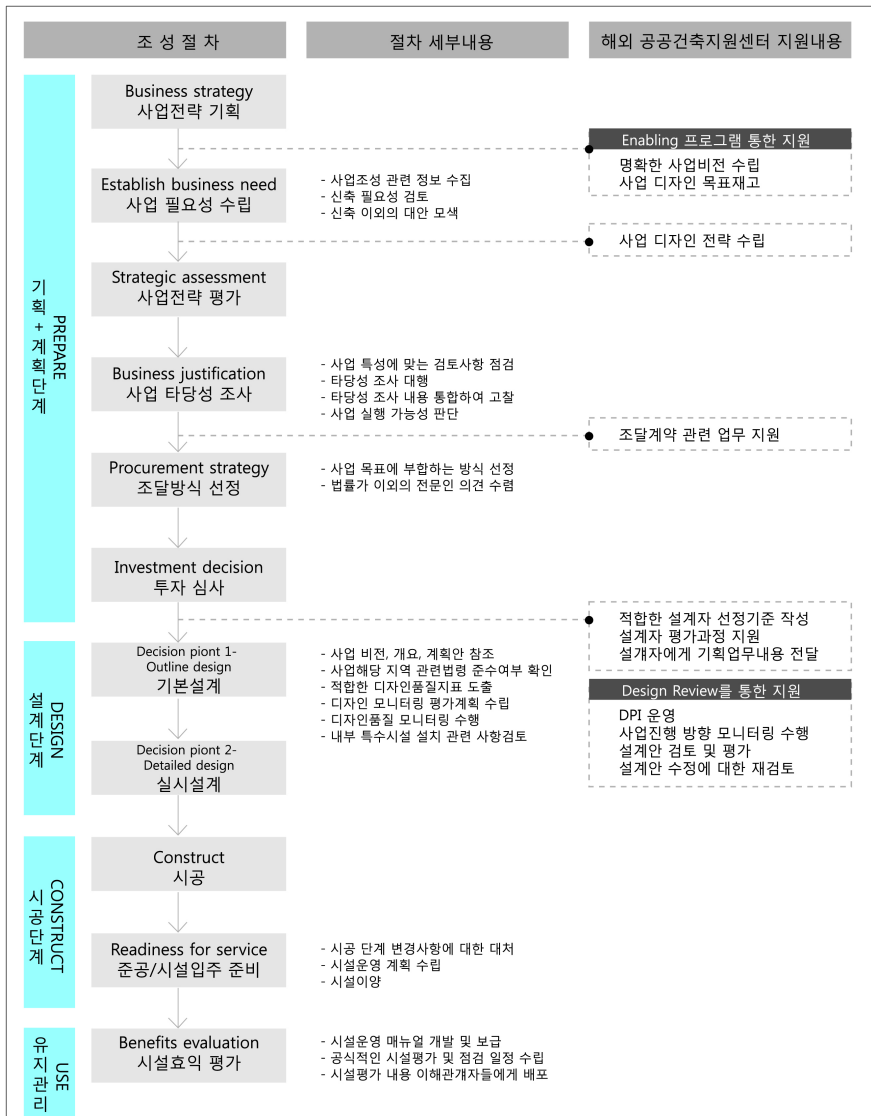 조 성 절 차
절차 세부내용
해외 공공건축지원센터 지원내용
PREPARE
기획 + 계획단계
Business strategy
사업전략 기획
Enabling 프로그램 통한 지원
명확한 사업비전 수립
사업 디자인 목표재고
Establish business need
사업 필요성 수립
- 사업조성 관련 정보 수집
- 신축 필요성 검토
- 신축 이외의 대안 모색
사업 디자인 전략 수립
Strategic assessment
사업전략 평가
Business justification
사업 타당성 조사
- 사업 특성에 맞는 검토사항 점검
- 타당성 조사 대행
- 타당성 조사 내용 통합하여 고찰
- 사업 실행 가능성 판단
조달계약 관련 업무 지원
Procurement strategy
조달방식 선정
- 사업 목표에 부합하는 방식 선정
- 법률가 이외의 전문인 의견 수렴
Investment decision
투자 심사
적합한 설계자 선정기준 작성
설계자 평가과정 지원
설걔자에게 기획업무내용 전달
DESIGN
설계단계
Decision piont 1-
Outline design
기본설계
- 사업 비전, 개요, 계획안 참조
- 사업해당 지역 관련법령 준수여부 확인
- 적합한 디자인품질지표 도출
- 디자인 모니터링 평가계획 수립
- 디자인품질 모니터링 수행
- 내부 특수시설 설치 관련 사항검토
Design Review를 통한 지원
DPI 운영
사업진행 방향 모니터링 수행
설계안 검토 및 평가
설계안 수정에 대한 재검토
Decision piont 2-
Detailed design
실시설계
CONSTRUCT
시공단계
Construct
시공
Readiness for service
준공/시설입주 준비
- 시공 단계 변경사항에 대한 대처
- 시설운영 계획 수립
- 시설이양
USE
유지관리
Benefits evaluation
시설효익 평가
- 시설운영 매뉴얼 개발 및 보급
- 공식적인 시설평가 및 점검 일정 수립
- 시설평가 내용 이해관걔자들에게 배포